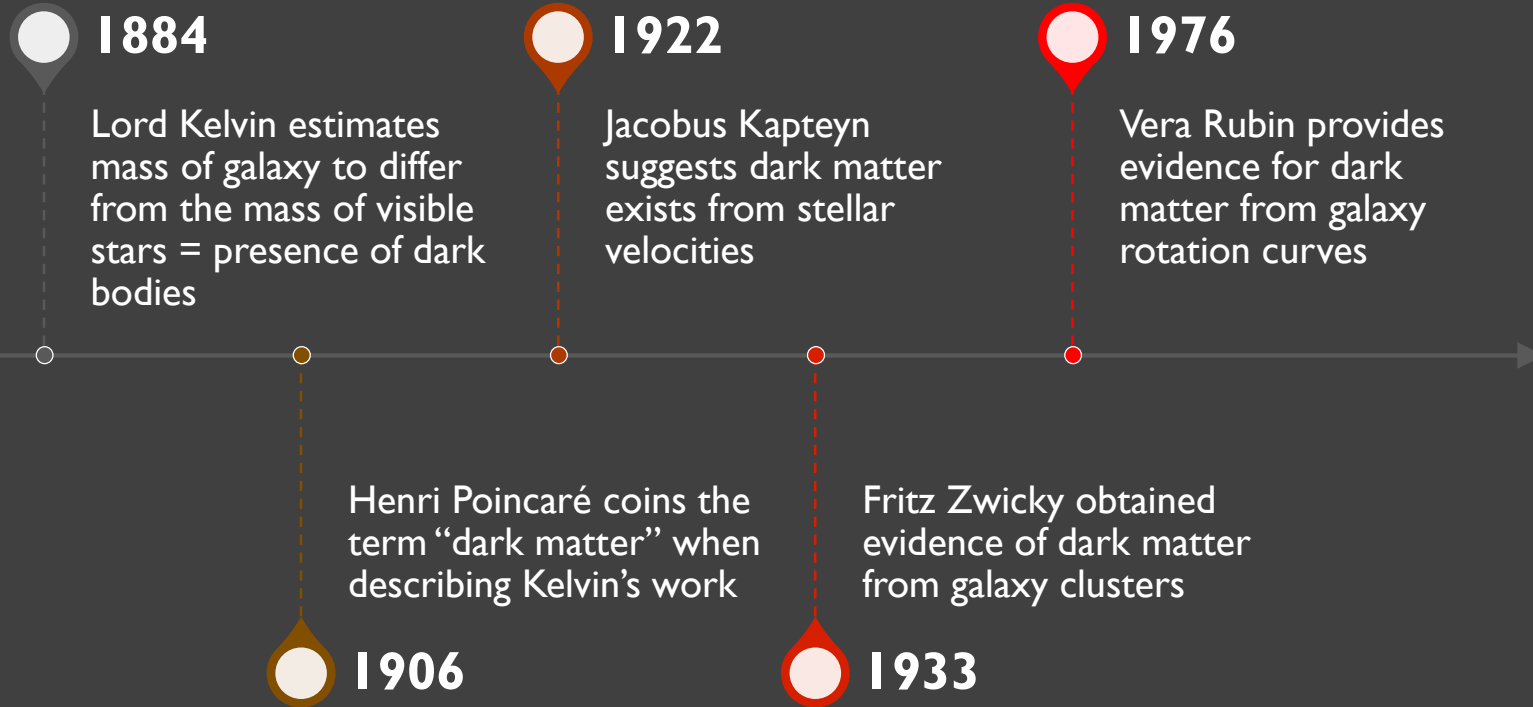 1884
Lord Kelvin estimates
mass of galaxy to differ
from the mass of visible
stars = presence of dark
bodies
1906
Henri Poincaré coins the
term “dark matter” when
describing Kelvin’s work
1922
Jacobus Kapteyn
suggests dark matter
exists from stellar
velocities
1933
Fritz Zwicky obtained
evidence of dark matter
from galaxy clusters
1976
Vera Rubin provides
evidence for dark
matter from galaxy
rotation curves